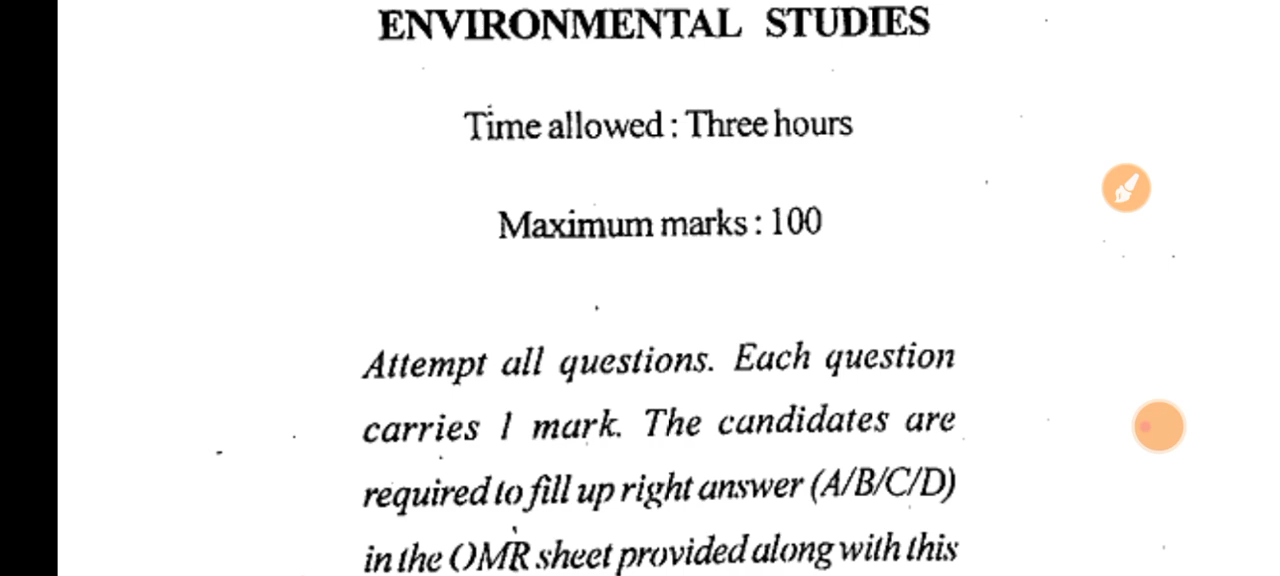 ENVIRONMENTAL STUDIES
Time allowed : Three hours
Maximum marks : 100
Attempt all questions. Each question
carries 1 mark. The candidates are
required to fill up right answer (A/B/C/D)
in the OMR sheet provided along with this